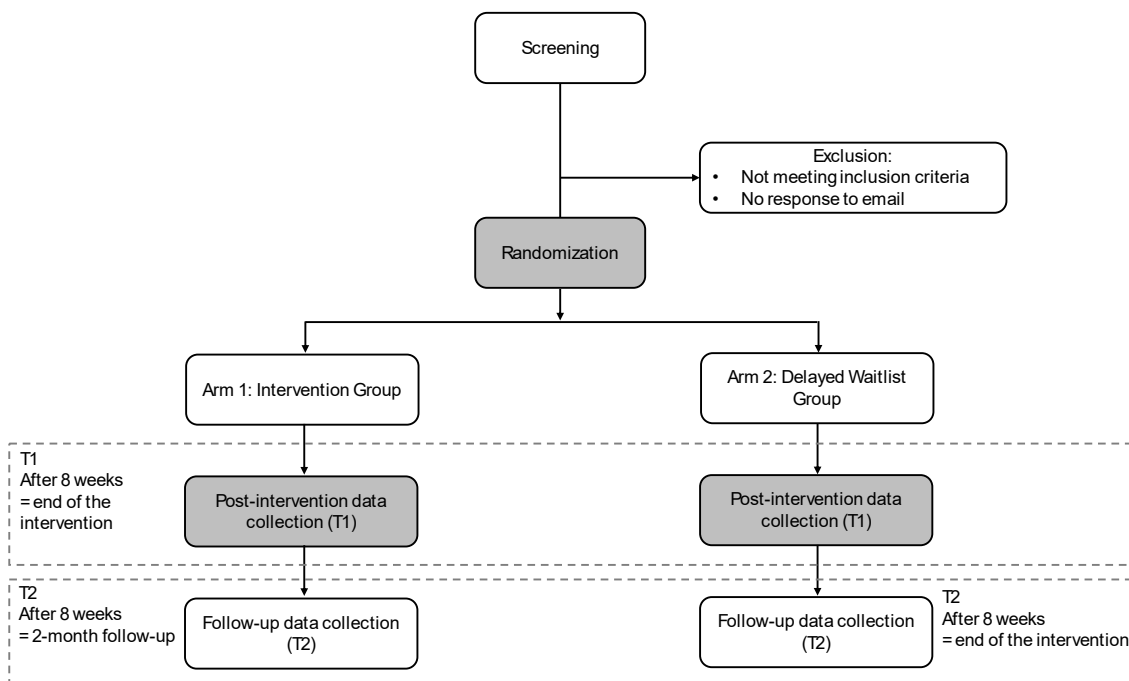 Screening
Exclusion:
• Not meeting inclusion criteria
• No response to email
Randomization
Arm 1: Intervention Group
Arm 2: Delayed Waitlist
Group
T1
After 8 weeks
= end of the
intervention
Post-intervention data
collection (T1)
Post-intervention data
collection (T1)
T2
After 8 weeks
= 2-month follow-up
Follow-up data collection
(T2)
Follow-up data collection
(T2)
T2
After 8 weeks
= end of the intervention